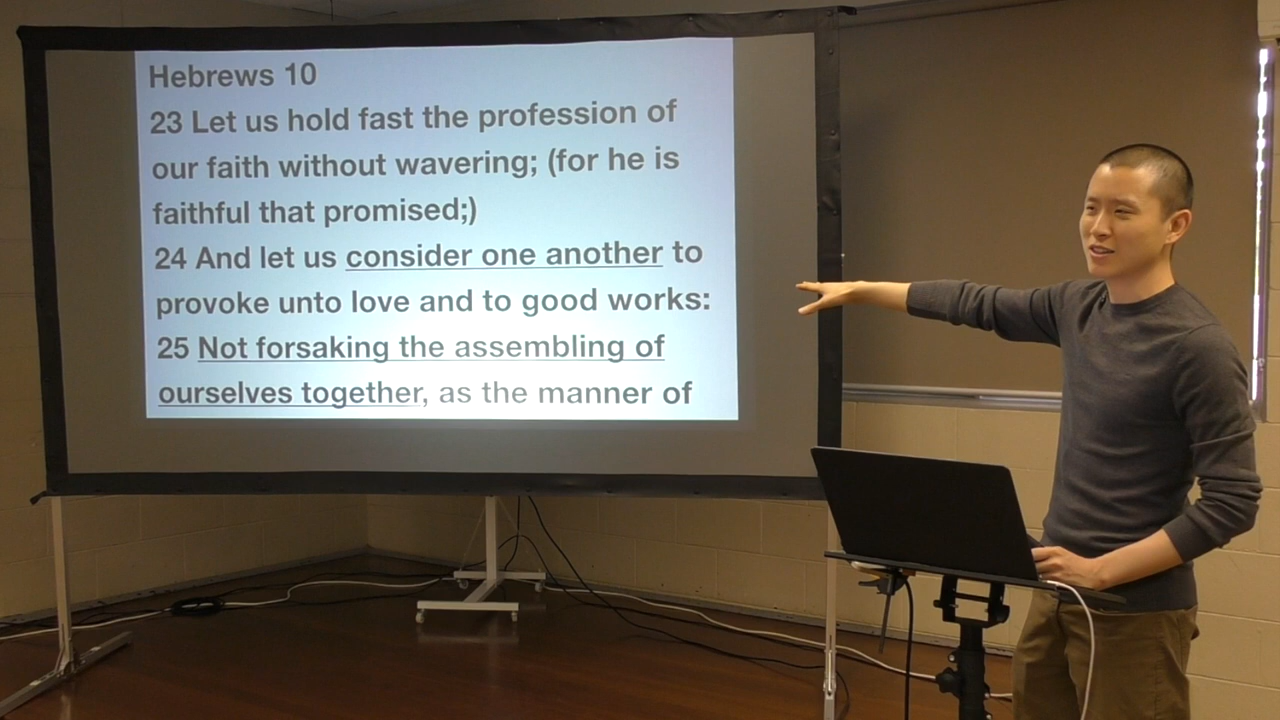 Hebrews 10
23 Let us hold fast the profession of
our faith without wavering; (for he is
faithful that promised;)
24 And let us consider one another to
provoke unto love and to good works:
25 Not forsaking the assembling of
ourselves together, as the manner of